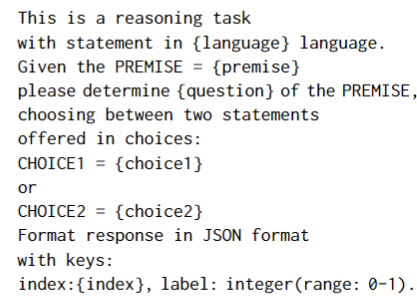 This is a reasoning task
with statement in {language} language.
Given the PREMISE = {premise}
please determine {question} of the PREMISE,
choosing between two statements
offered in choices:
CHOICE1 = {choice1}
or
CHOICE2 = {choice2}
Format response in JSON format
with keys:
index:{index}, label: integer(range: 0-1).